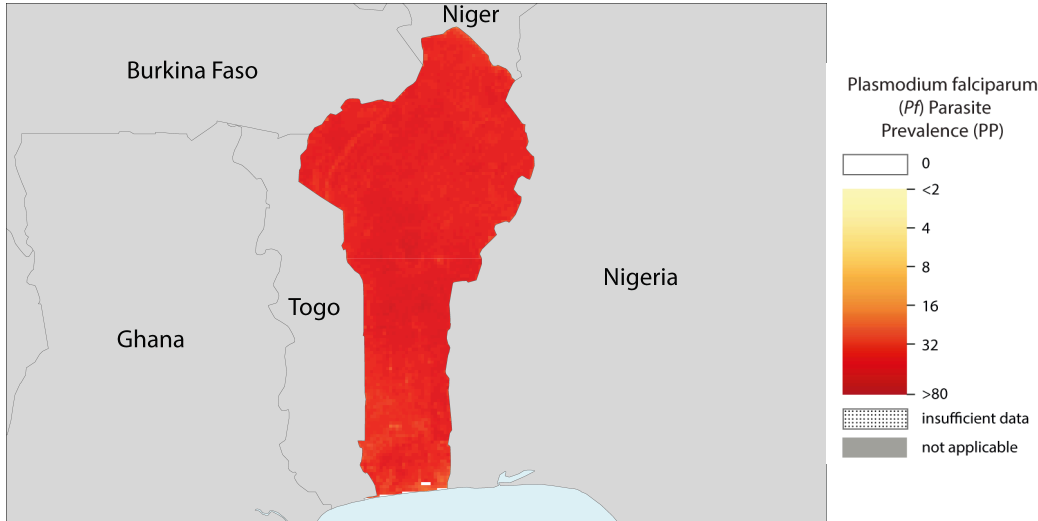 Niger
Burkina Faso
Nigeria
Togo
Ghana
Plasmodium falciparum
(Pf) Parasite
Prevalence (PP)
0
<2
4
8
16
32
>80
insufficient data
not applicable